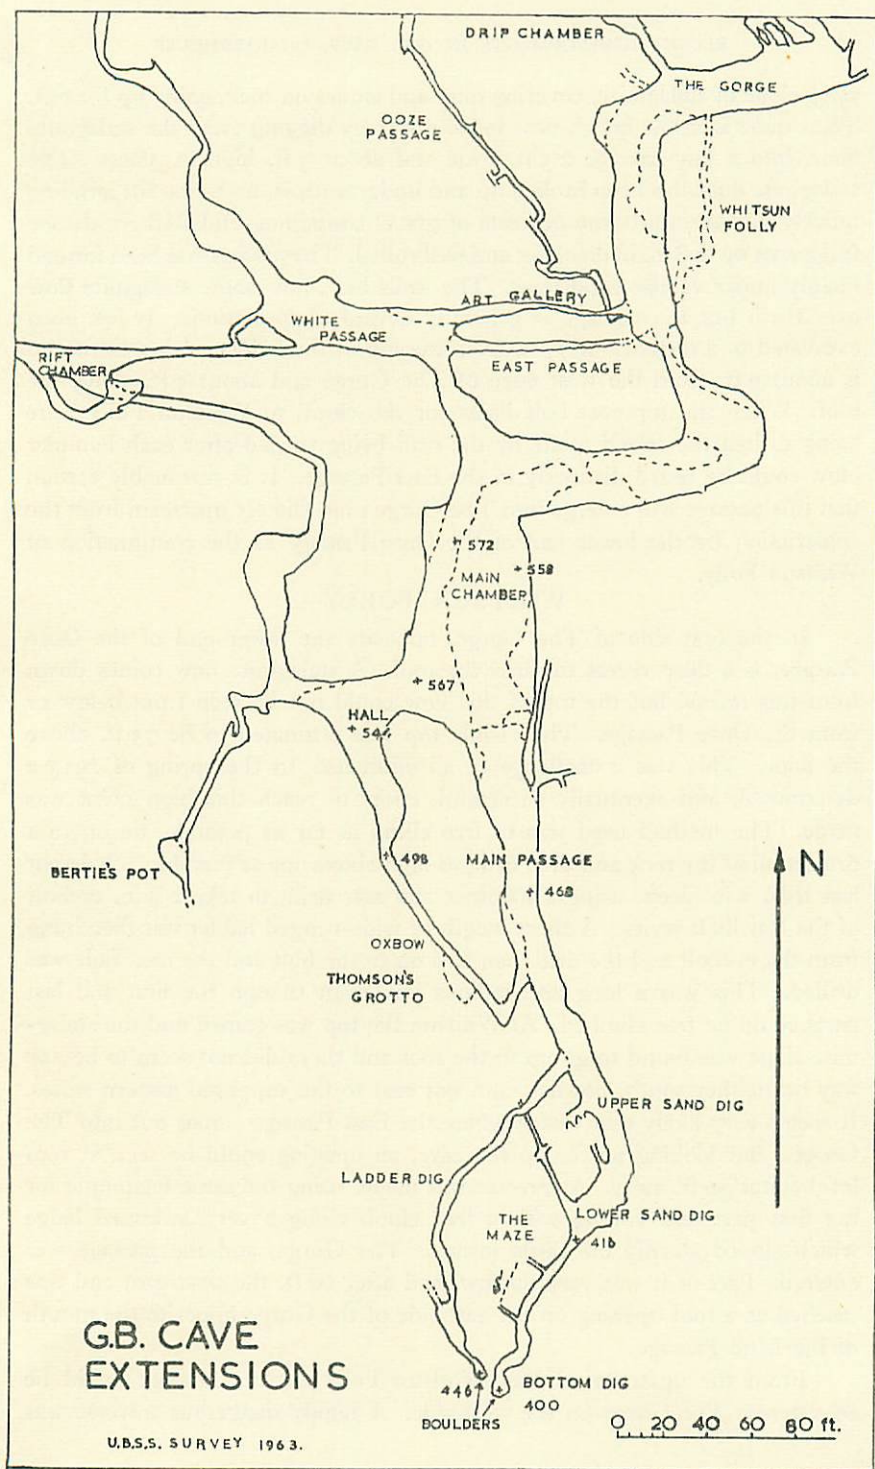 DRIP CHAMBER
THE GORGE
OOZE
PASSAGE
WHITSUN
FOLLY
ART GALLERY
WHITE
PASSAGE
RIFT
CHAMBER
EAST PASSAGE
572
558
MAIN
CHAMBER
567
HALL
544
498
MAIN PASSAGE
468
BERTIE'S POT
N
OXBOW
THOMSON'S
GROTTO
UPPER SAND DIG
LADDER DIG
LOWER SAND DIG
THE
MAZE
418
G.B. CAVE
EXTENSIONS
446
BOTTOM DIG
400
BOULDERS
U.B.S.S. SURVEY 1963.
0 20 40 60 80 ft.